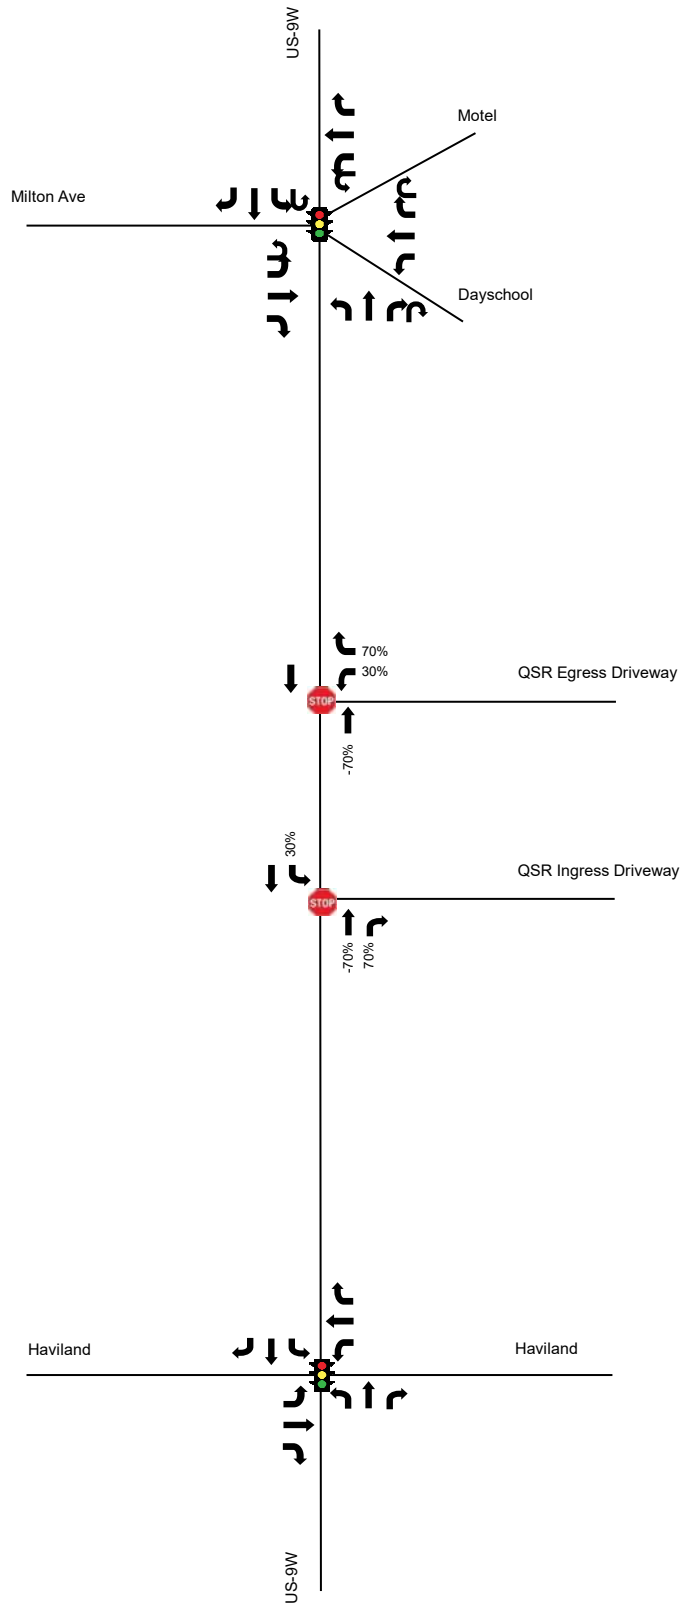 US-9W
Motel
Milton Ave
Dayschool
70%
30%
QSR Egress Driveway
STOP
-70%
30%
QSR Ingress Driveway
STOP
-70%
70%
Haviland
Haviland
US-9W